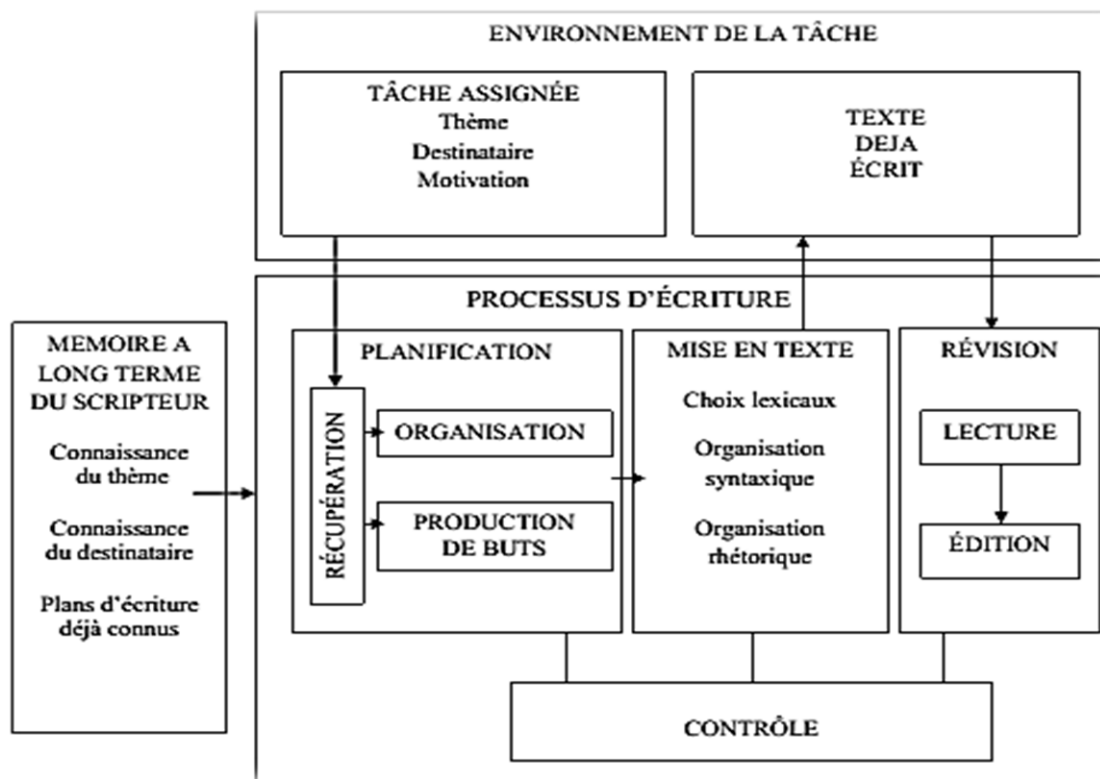 ENVIRONNEMENT DE LA TÂCHE
TÂCHE ASSIGNÉE
Thème
Destinataire
Motivation
TEXTE
DEJA
ÉCRIT
PROCESSUS D'ÉCRITURE
MEMOIRE A
LONG TERME
DU SCRIPTEUR
Connaissance
du thème
Connaissance
du destinataire
Plans d'écriture
déjà connus
PLANIFICATION
RÉCUPÉRATION
ORGANISATION
PRODUCTION
DE BUTS
MISE EN TEXTE
Choix lexicaux
Organisation
syntaxique
Organisation
rhétorique
RÉVISION
LECTURE
ÉDITION
CONTRÔLE